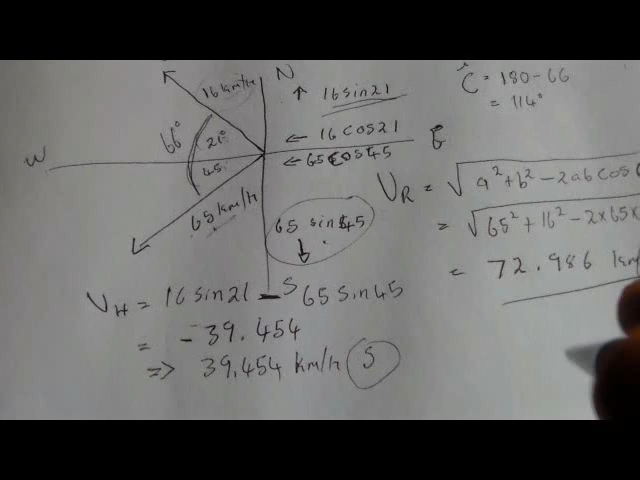 N
16 km/h
↑ 16 sin21
Ĉ = 180 - 66
= 114°
66°
21°
← 16 cos21
E
W
45°
← 65 cos45
65 km/h
65 sin45
↓
V_R = √a²+b² - 2ab cos
= √65² + 16² - 2×65×
= 72.986 km
S
V_H = 16 sin21 - 65 sin45
= - 39.454
=> 39.454 km/h S